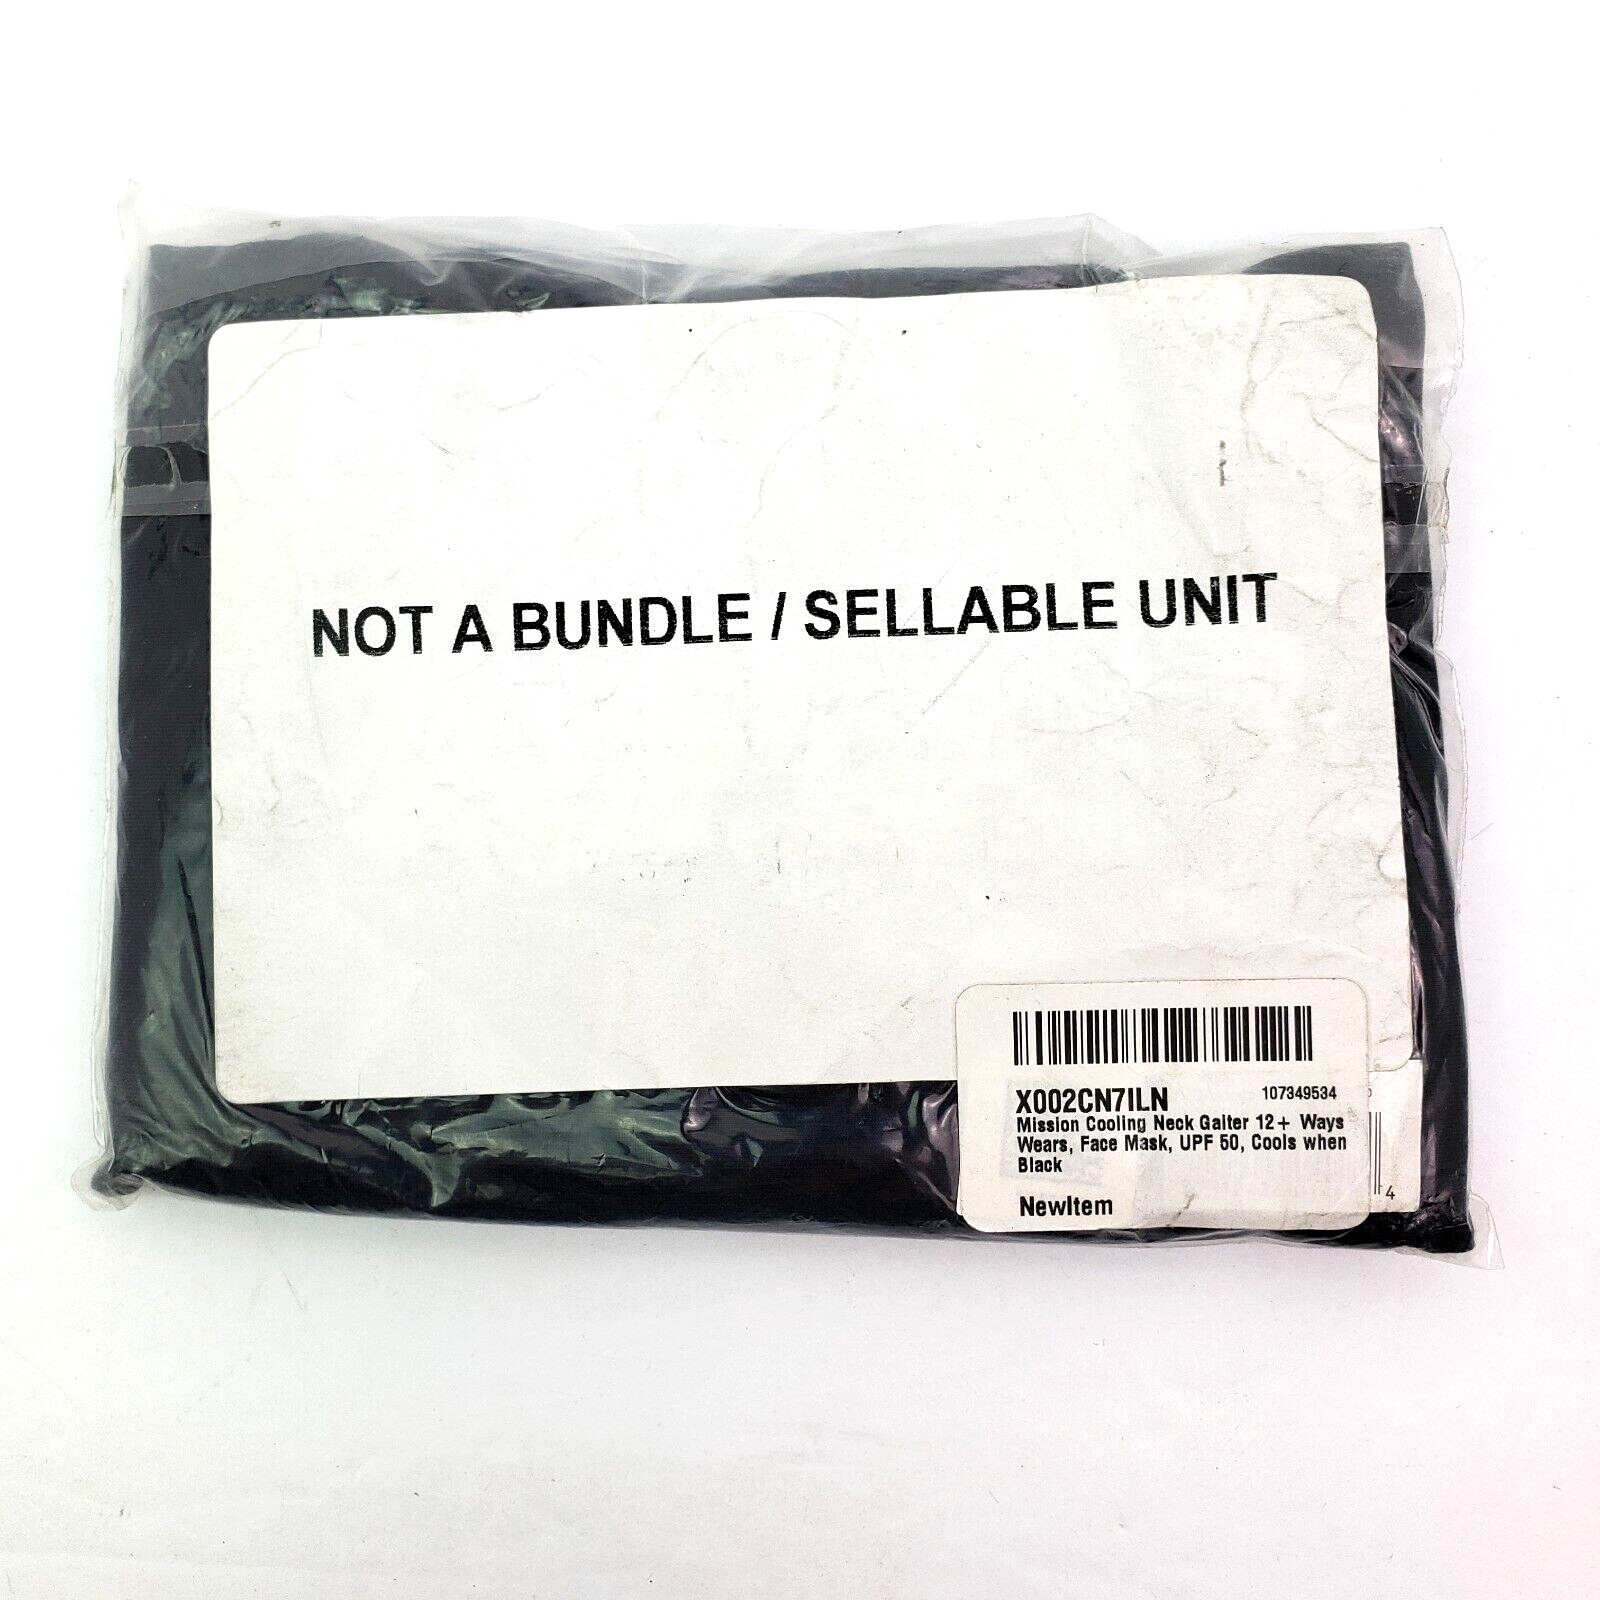 NOT A BUNDLE / SELLABLE UNIT
X002CN7ILN 107349534
Mission Cooling Neck Gaiter 12+ Ways
Wears, Face Mask, UPF 50, Cools when
Black
NewItem
4